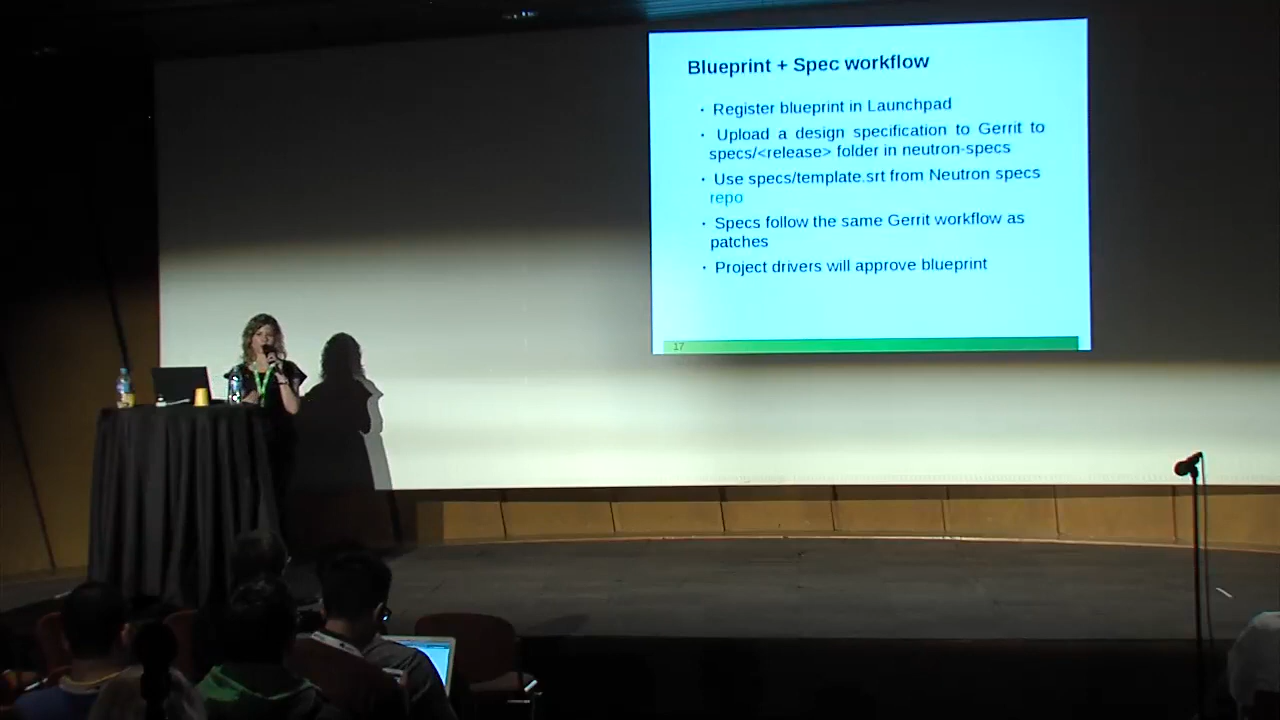 Blueprint + Spec workflow
· Register blueprint in Launchpad
· Upload a design specification to Gerrit to
specs/<release> folder in neutron-specs
· Use specs/template.srt from Neutron specs
repo
· Specs follow the same Gerrit workflow as
patches
· Project drivers will approve blueprint
17